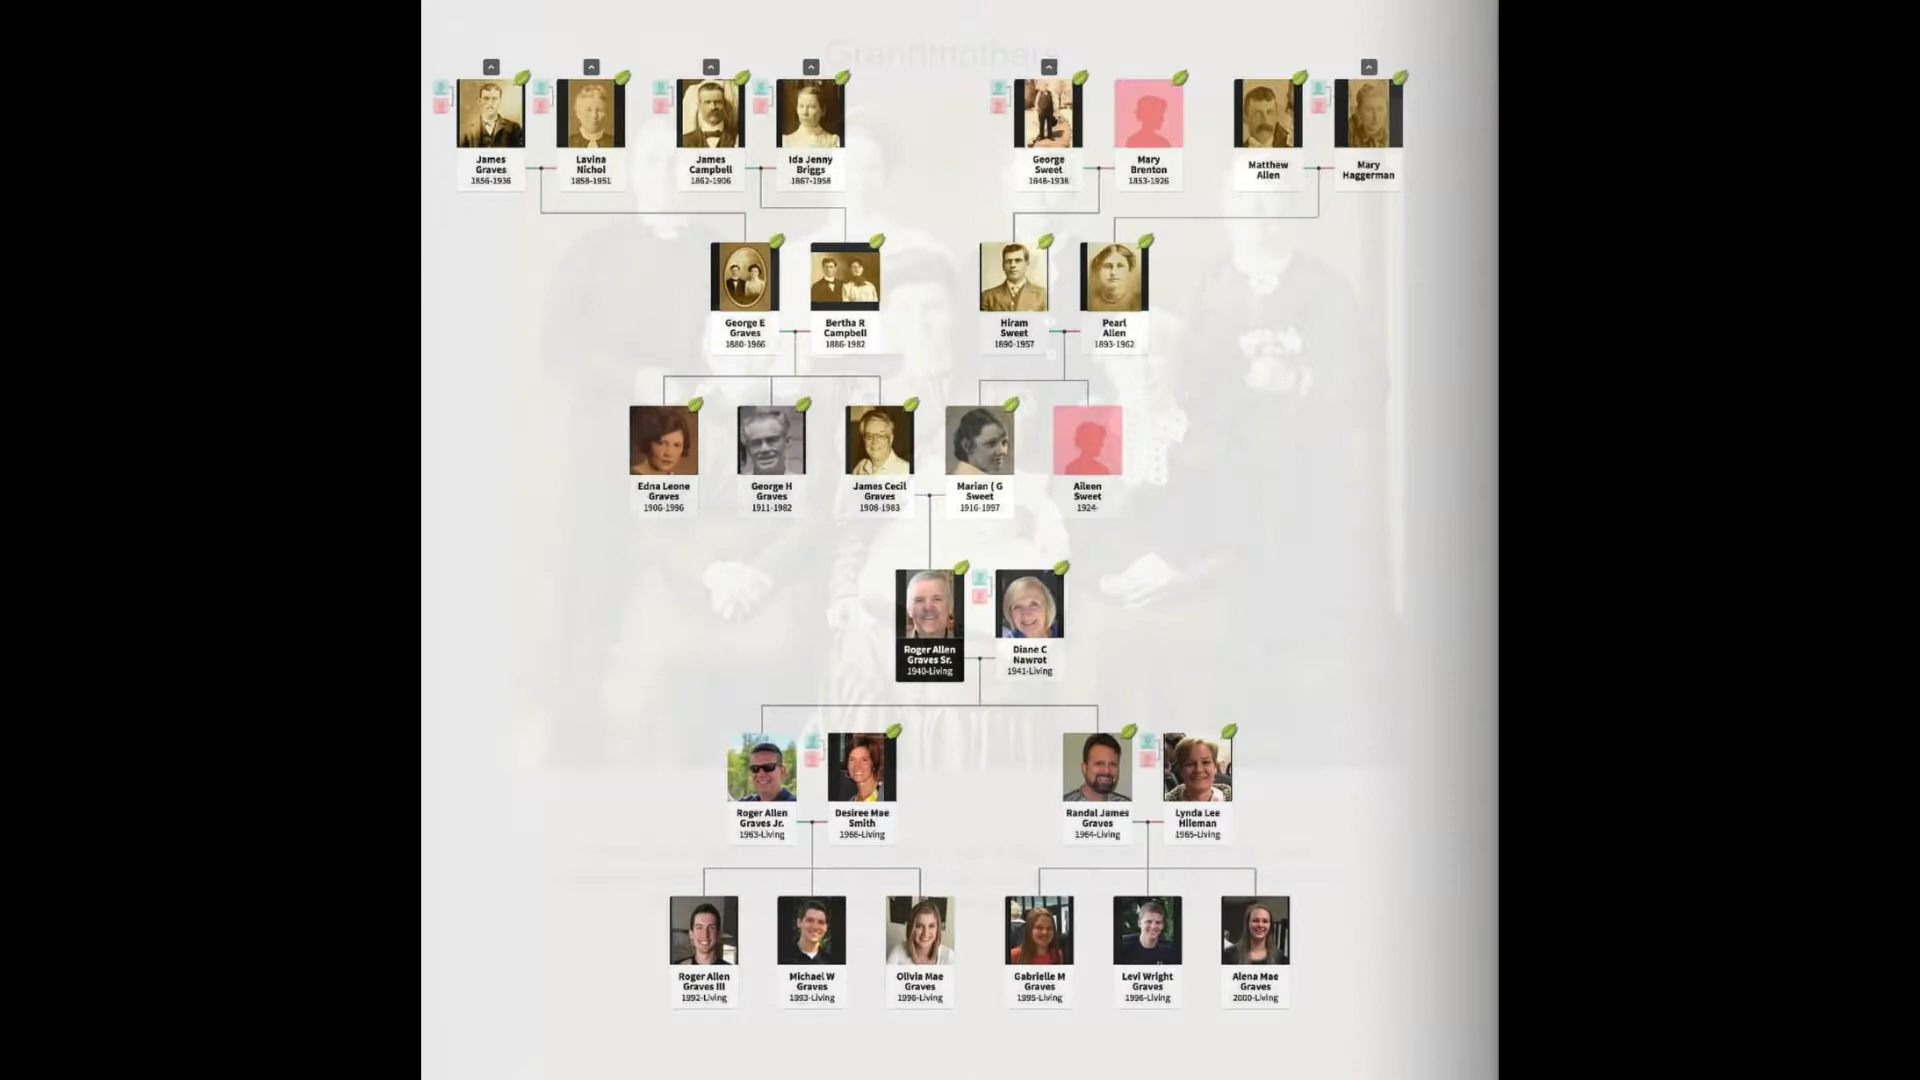 Grandmothers
James
Graves
1856-1936
Lavina
Nichol
1858-1951
James
Campbell
1862-1906
Ida Jenny
Briggs
1867-1958
George
Sweet
1848-1938
Mary
Brenton
1853-1926
Matthew
Allen
Mary
Haggerman
George E
Graves
1880-1966
Bertha R
Campbell
1886-1982
Hiram
Sweet
1890-1957
Pearl
Allen
1893-1962
Edna Leone
Graves
1906-1996
George H
Graves
1911-1982
James Cecil
Graves
1908-1983
Marian ( G
Sweet
1916-1997
Aileen
Sweet
1924-
Roger Allen
Graves Sr.
1940-Living
Diane C
Nawrot
1941-Living
Roger Allen
Graves Jr.
1963-Living
Desiree Mae
Smith
1966-Living
Randal James
Graves
1964-Living
Lynda Lee
Hileman
1965-Living
Roger Allen
Graves III
1992-Living
Michael W
Graves
1993-Living
Olivia Mae
Graves
1996-Living
Gabrielle M
Graves
1995-Living
Levi Wright
Graves
1996-Living
Alena Mae
Graves
2000-Living